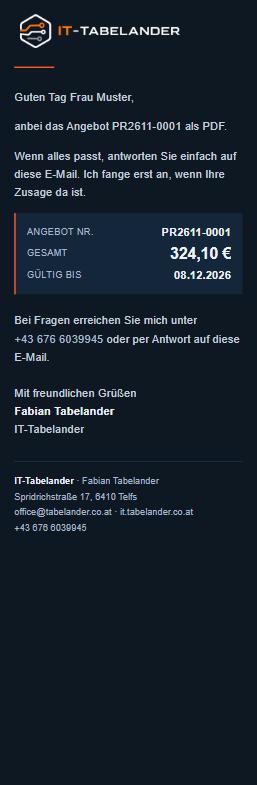 IT-TABELANDER
Guten Tag Frau Muster,
anbei das Angebot PR2611-0001 als PDF.
Wenn alles passt, antworten Sie einfach auf
diese E-Mail. Ich fange erst an, wenn Ihre
Zusage da ist.
ANGEBOT NR. PR2611-0001
GESAMT 324,10 €
GÜLTIG BIS 08.12.2026
Bei Fragen erreichen Sie mich unter
+43 676 6039945 oder per Antwort auf diese
E-Mail.
Mit freundlichen Grüßen
Fabian Tabelander
IT-Tabelander
IT-Tabelander · Fabian Tabelander
Spridrichstraße 17, 6410 Telfs
office@tabelander.co.at · it.tabelander.co.at
+43 676 6039945